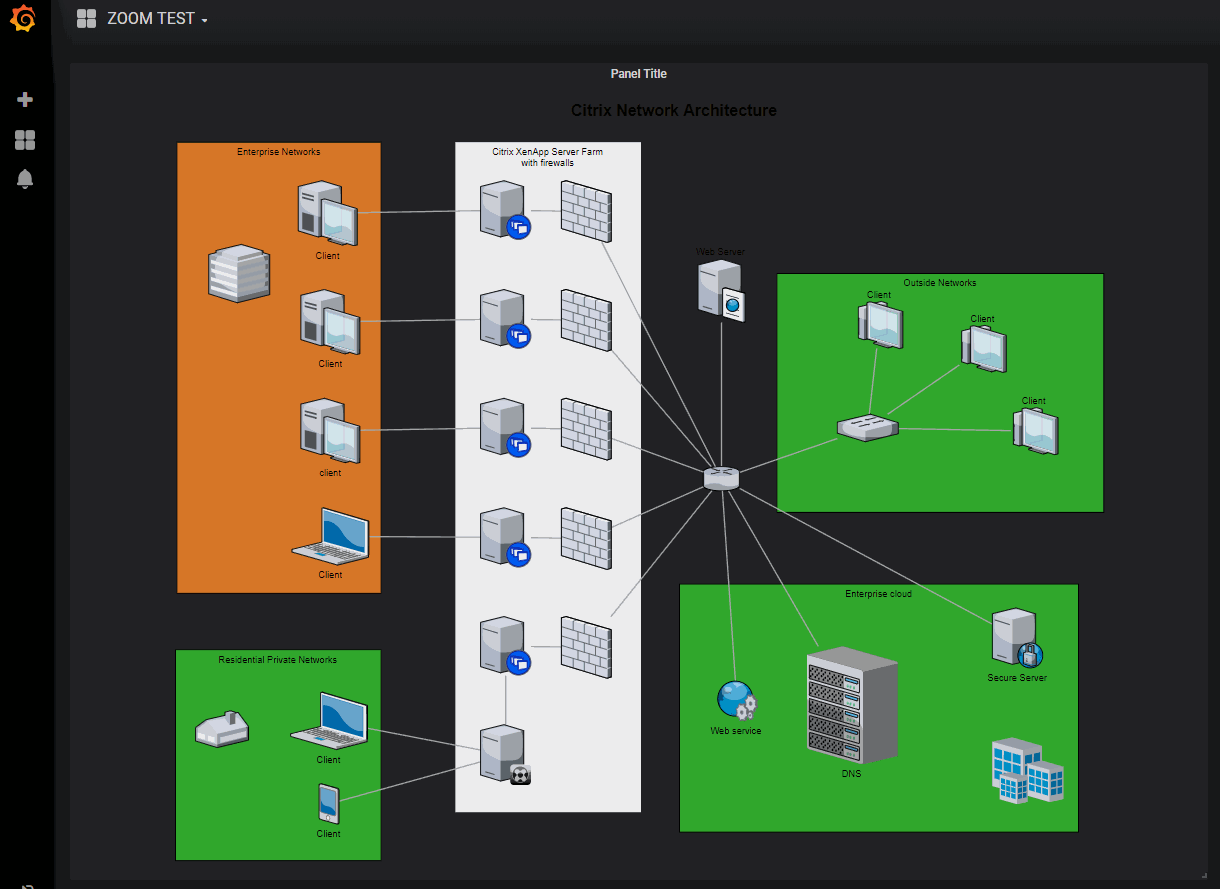 ZOOM TEST
Panel Title
Citrix Network Architecture
Enterprise Networks
Client
Client
client
Client
Citrix XenApp Server Farm
with firewalls
Web Server
Outside Networks
Client
Client
Client
Residential Private Networks
Client
Client
Enterprise cloud
Secure Server
Web service
DNS